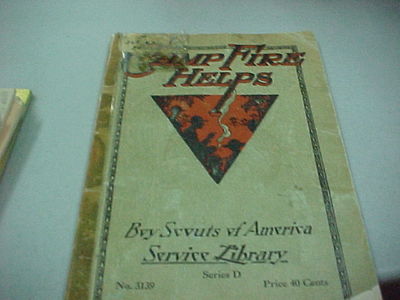 CAMP FIRE
HELPS
Boy Scouts of America
Service Library
Series D
No. 3139 Price 40 Cents